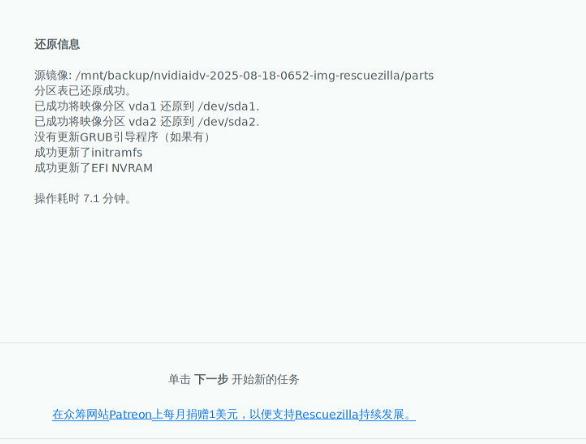 还原信息
源镜像: /mnt/backup/nvidiaidv-2025-08-18-0652-img-rescuezilla/parts
分区表已还原成功。
已成功将映像分区 vda1 还原到 /dev/sda1.
已成功将映像分区 vda2 还原到 /dev/sda2.
没有更新GRUB引导程序（如果有）
成功更新了initramfs
成功更新了EFI NVRAM
操作耗时 7.1 分钟。
单击 下一步 开始新的任务
在众筹网站Patreon上每月捐赠1美元，以便支持Rescuezilla持续发展。